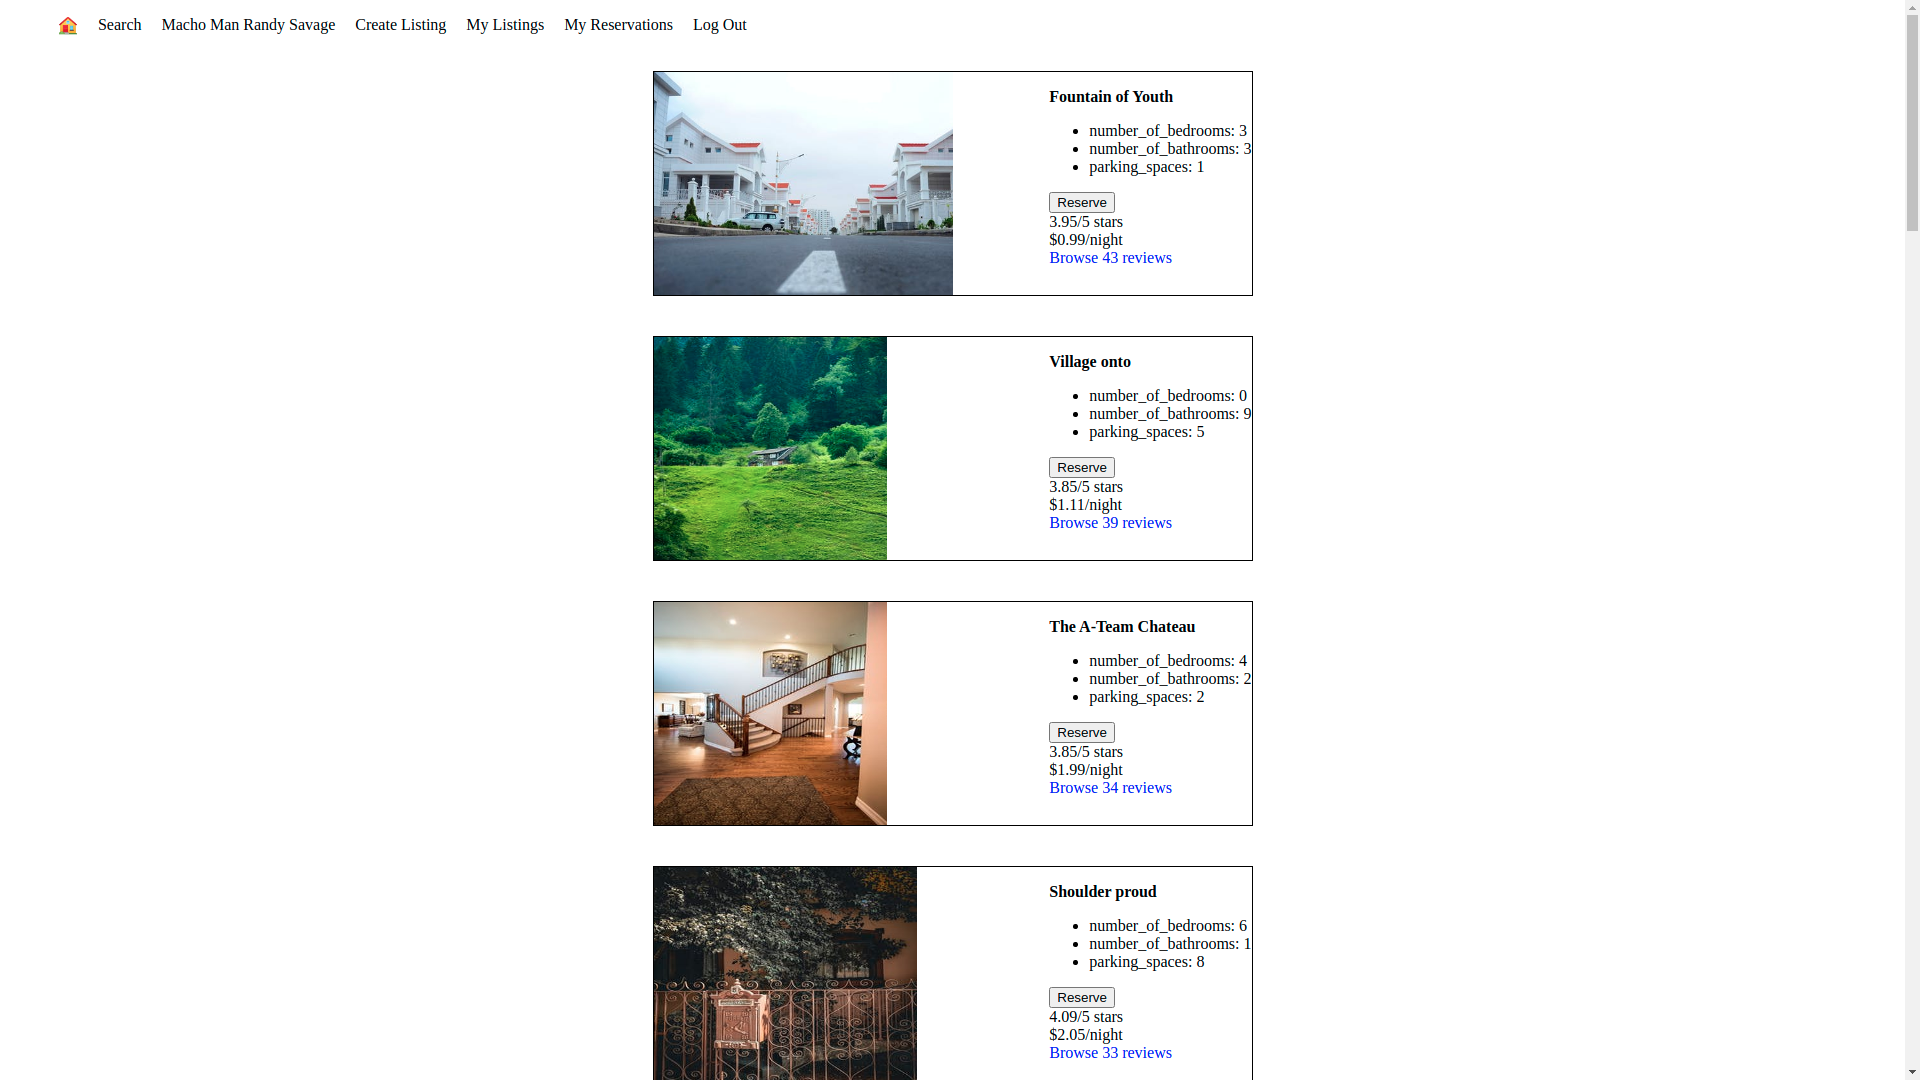 Search Macho Man Randy Savage Create Listing My Listings My Reservations Log Out
Fountain of Youth
number_of_bedrooms: 3
number_of_bathrooms: 3
parking_spaces: 1
Reserve
3.95/5 stars
$0.99/night
Browse 43 reviews
Village onto
number_of_bedrooms: 0
number_of_bathrooms: 9
parking_spaces: 5
Reserve
3.85/5 stars
$1.11/night
Browse 39 reviews
The A-Team Chateau
number_of_bedrooms: 4
number_of_bathrooms: 2
parking_spaces: 2
Reserve
3.85/5 stars
$1.99/night
Browse 34 reviews
Shoulder proud
number_of_bedrooms: 6
number_of_bathrooms: 1
parking_spaces: 8
Reserve
4.09/5 stars
$2.05/night
Browse 33 reviews